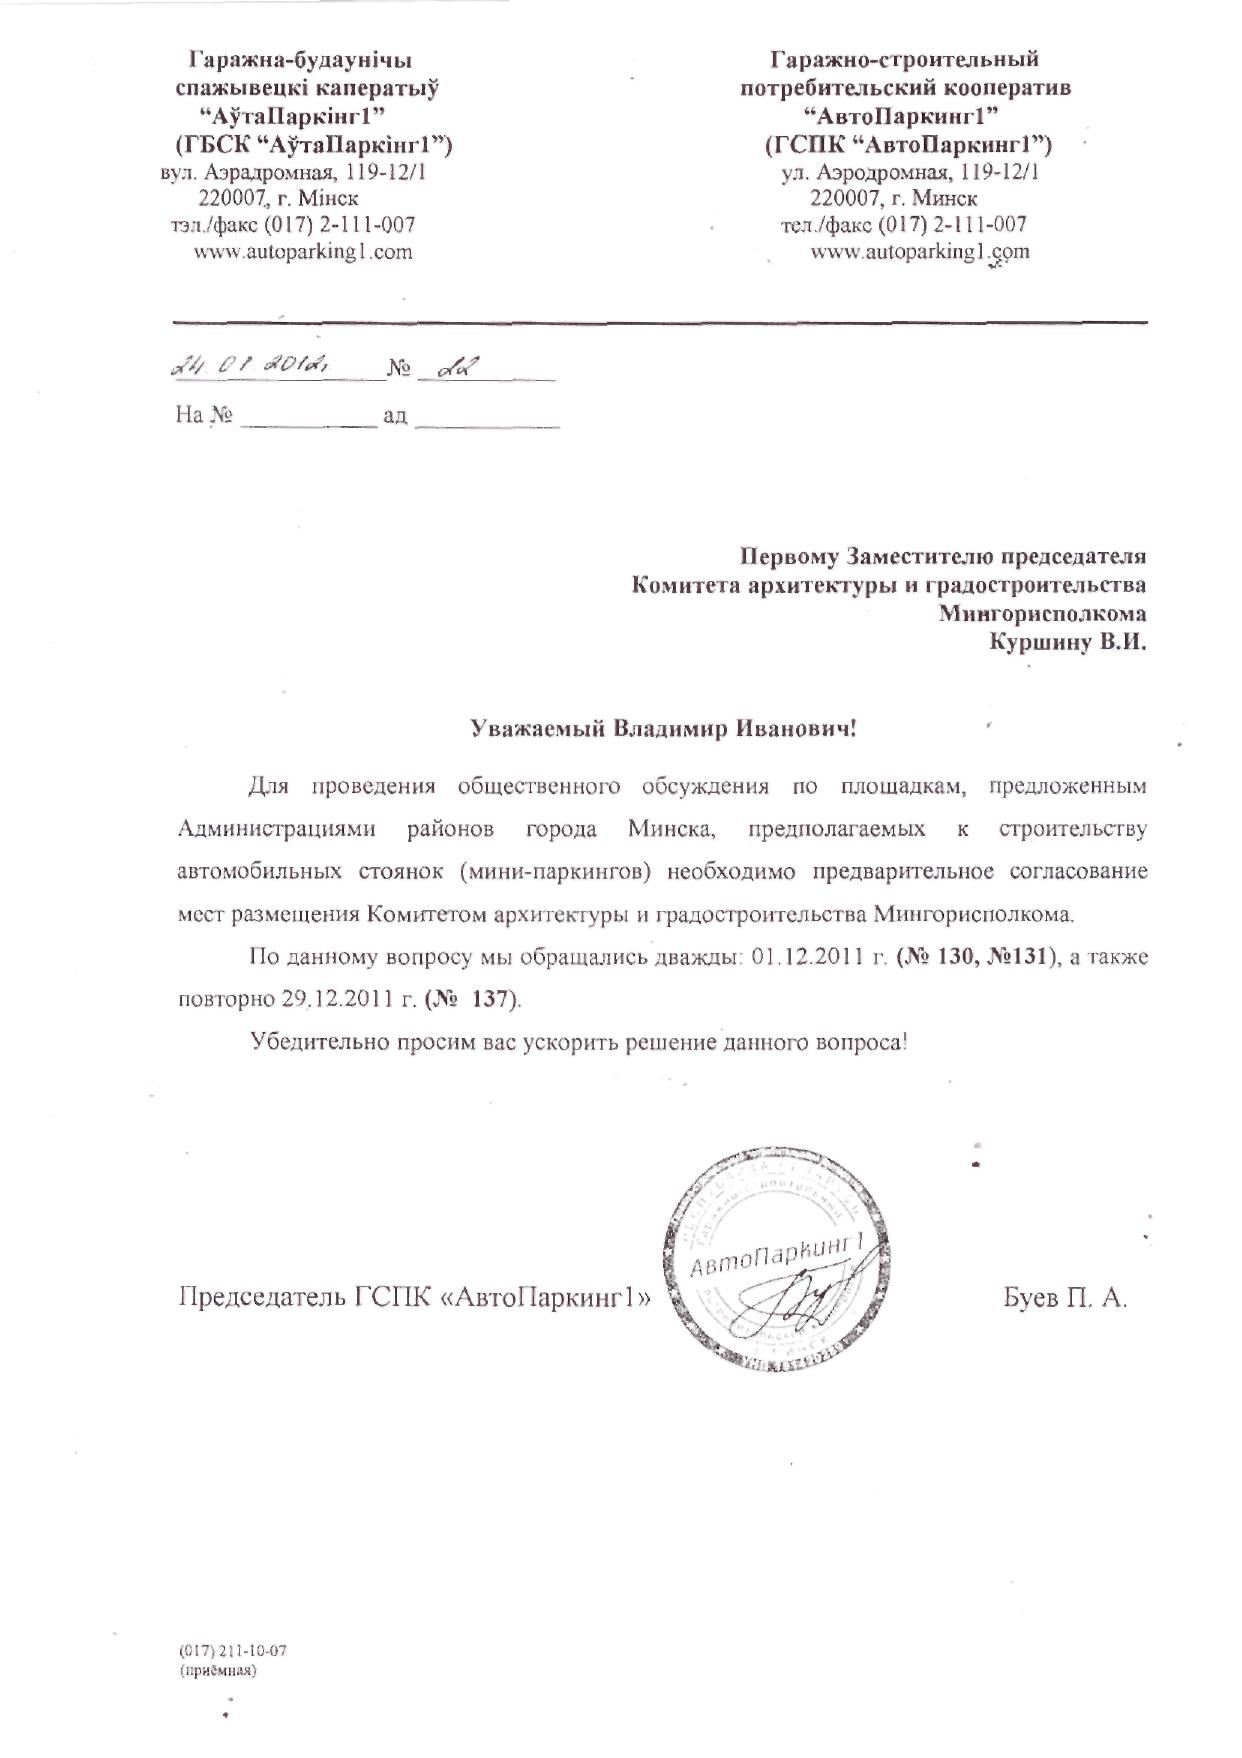 Гаражна-будаунічы
спажывецкі каператыў
“АўтаПаркінг1”
(ГБСК “АўтаПаркінг1”)
вул. Аэрадромная, 119-12/1
220007, г. Мінск
тэл./факс (017) 2-111-007
www.autoparking1.com
Гаражно-строительный
потребительский кооператив
“АвтоПаркинг1”
(ГСПК “АвтоПаркинг1”)
ул. Аэродромная, 119-12/1
220007, г. Минск
тел./факс (017) 2-111-007
www.autoparking1.com
24 01 2012, № 22
На № ___________ ад ____________
Первому Заместителю председателя
Комитета архитектуры и градостроительства
Мингорисполкома
Куршину В.И.
Уважаемый Владимир Иванович!
Для проведения общественного обсуждения по площадкам, предложенным
Администрациями районов города Минска, предполагаемых к строительству
автомобильных стоянок (мини-паркингов) необходимо предварительное согласование
мест размещения Комитетом архитектуры и градостроительства Мингорисполкома.
По данному вопросу мы обращались дважды: 01.12.2011 г. (№ 130, №131), а также
повторно 29.12.2011 г. (№ 137).
Убедительно просим вас ускорить решение данного вопроса!
АвтоПаркинг1
Председатель ГСПК «АвтоПаркинг1» Буев П. А.
(017) 211-10-07
(приёмная)